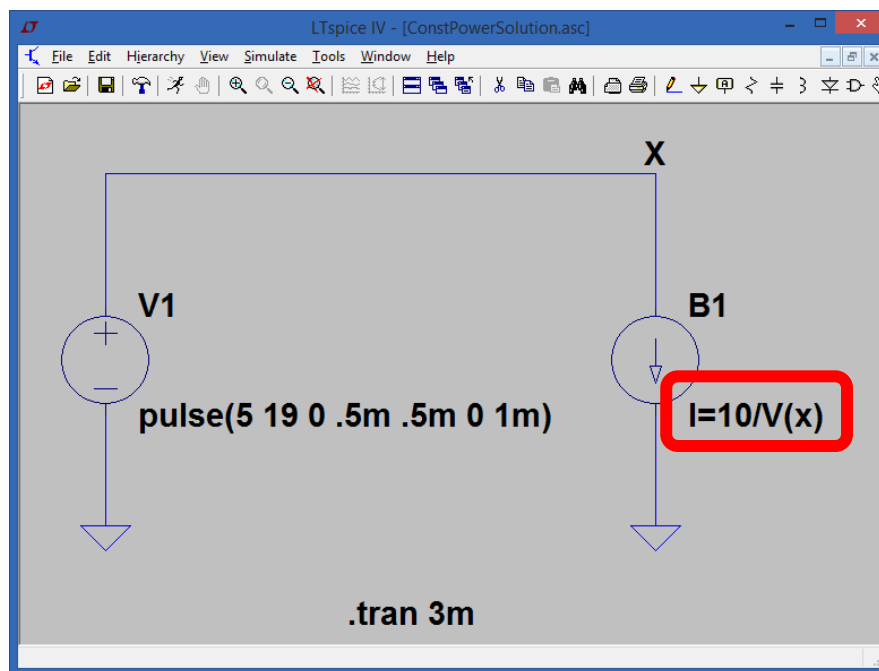 LTspice IV - [ConstPowerSolution.asc]
File Edit Hierarchy View Simulate Tools Window Help
X
V1
B1
pulse(5 19 0 .5m .5m 0 1m)
I=10/V(x)
.tran 3m